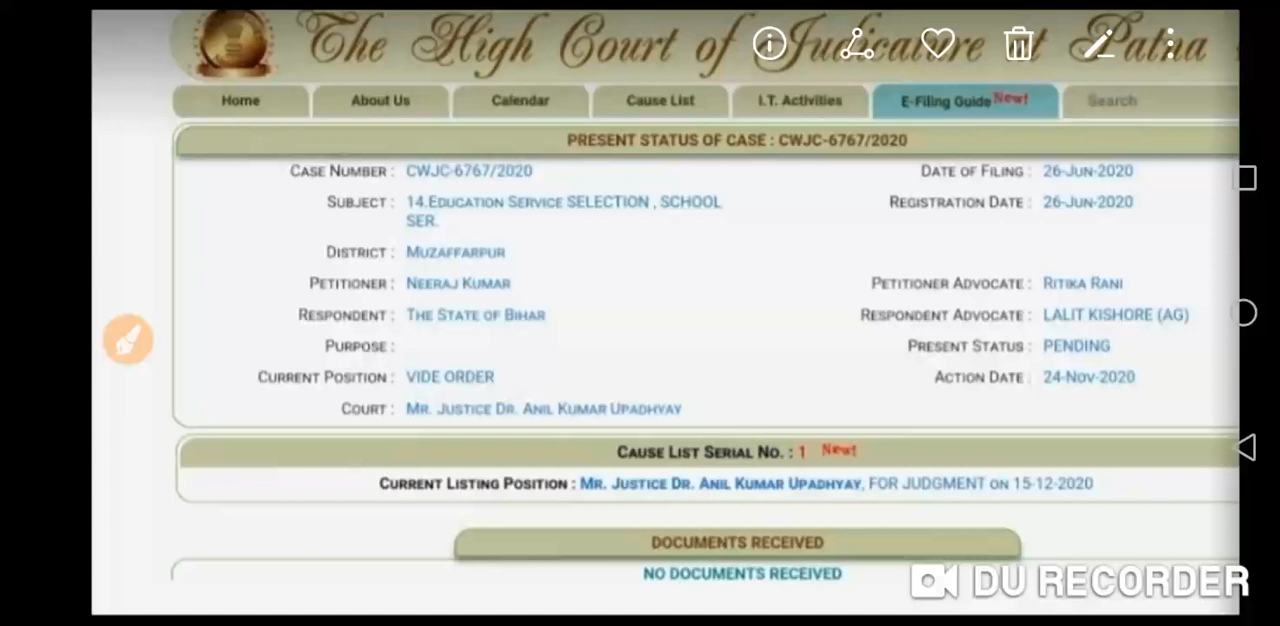 The High Court of Judicature at Patna
Home About Us Calendar Cause List I.T. Activities E-Filing Guide New! Search
PRESENT STATUS OF CASE : CWJC-6767/2020
CASE NUMBER : CWJC-6767/2020 DATE OF FILING : 26-JUN-2020
SUBJECT : 14.EDUCATION SERVICE SELECTION , SCHOOL REGISTRATION DATE : 26-JUN-2020
SER.
DISTRICT : MUZAFFARPUR
PETITIONER : NEERAJ KUMAR PETITIONER ADVOCATE : RITIKA RANI
RESPONDENT : THE STATE OF BIHAR RESPONDENT ADVOCATE : LALIT KISHORE (AG)
PURPOSE : PRESENT STATUS : PENDING
CURRENT POSITION : VIDE ORDER ACTION DATE : 24-NOV-2020
COURT : MR. JUSTICE DR. ANIL KUMAR UPADHYAY
CAUSE LIST SERIAL NO. : 1 New!
CURRENT LISTING POSITION : MR. JUSTICE DR. ANIL KUMAR UPADHYAY, FOR JUDGMENT ON 15-12-2020
DOCUMENTS RECEIVED
NO DOCUMENTS RECEIVED
DU RECORDER